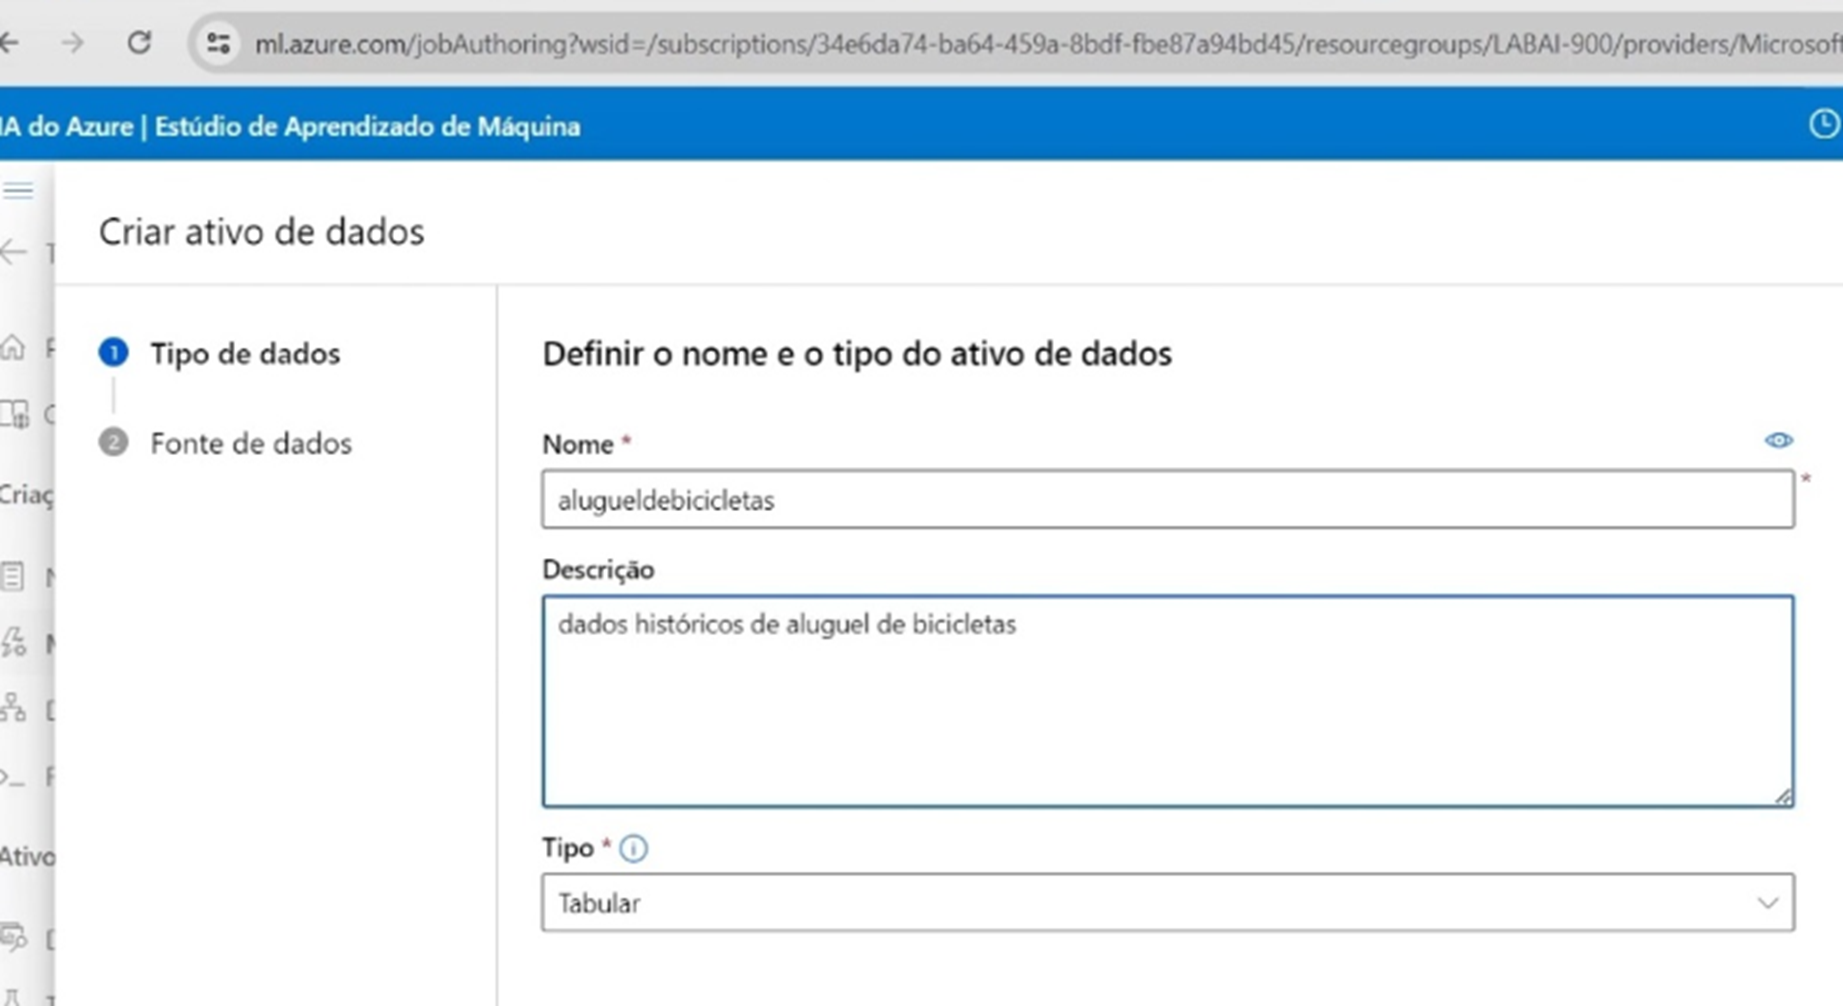 ml.azure.com/jobAuthoring?wsid=/subscriptions/34e6da74-ba64-459a-8bdf-fbe87a94bd45/resourcegroups/LABAI-900/providers/Microsoft
IA do Azure | Estúdio de Aprendizado de Máquina
Criar ativo de dados
1 Tipo de dados
2 Fonte de dados
Criaç
Ativo
Definir o nome e o tipo do ativo de dados
Nome *
alugueldebicicletas
*
Descrição
dados históricos de aluguel de bicicletas
Tipo *
Tabular